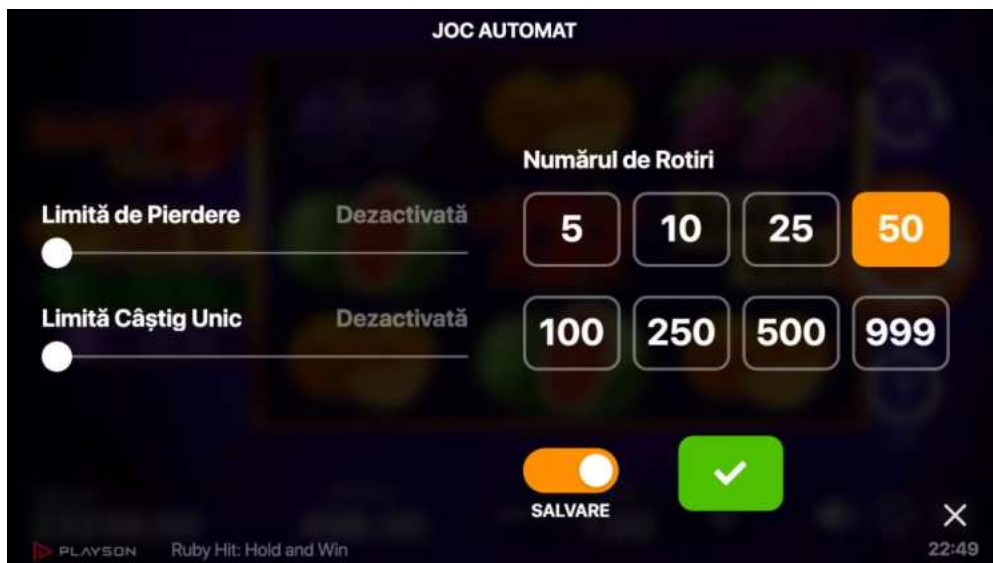 JOC AUTOMAT
Limită de Pierdere Dezactivată
Limită Câștig Unic Dezactivată
Numărul de Rotiri
5 10 25 50
100 250 500 999
SALVARE
PLAYSON Ruby Hit: Hold and Win 22:49